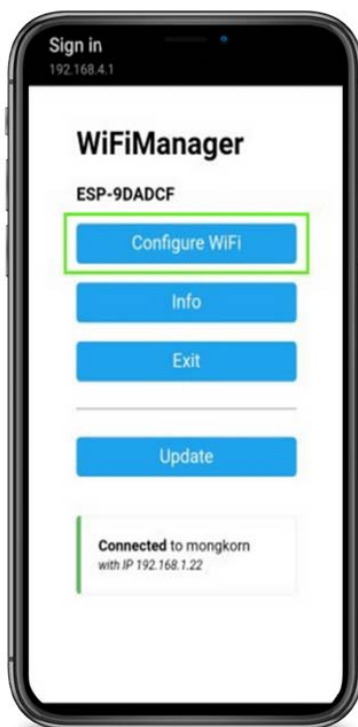 Sign in
192.168.4.1
WiFiManager
ESP-9DADCF
Configure WiFi
Info
Exit
Update
Connected to mongkorn
with IP 192.168.1.22